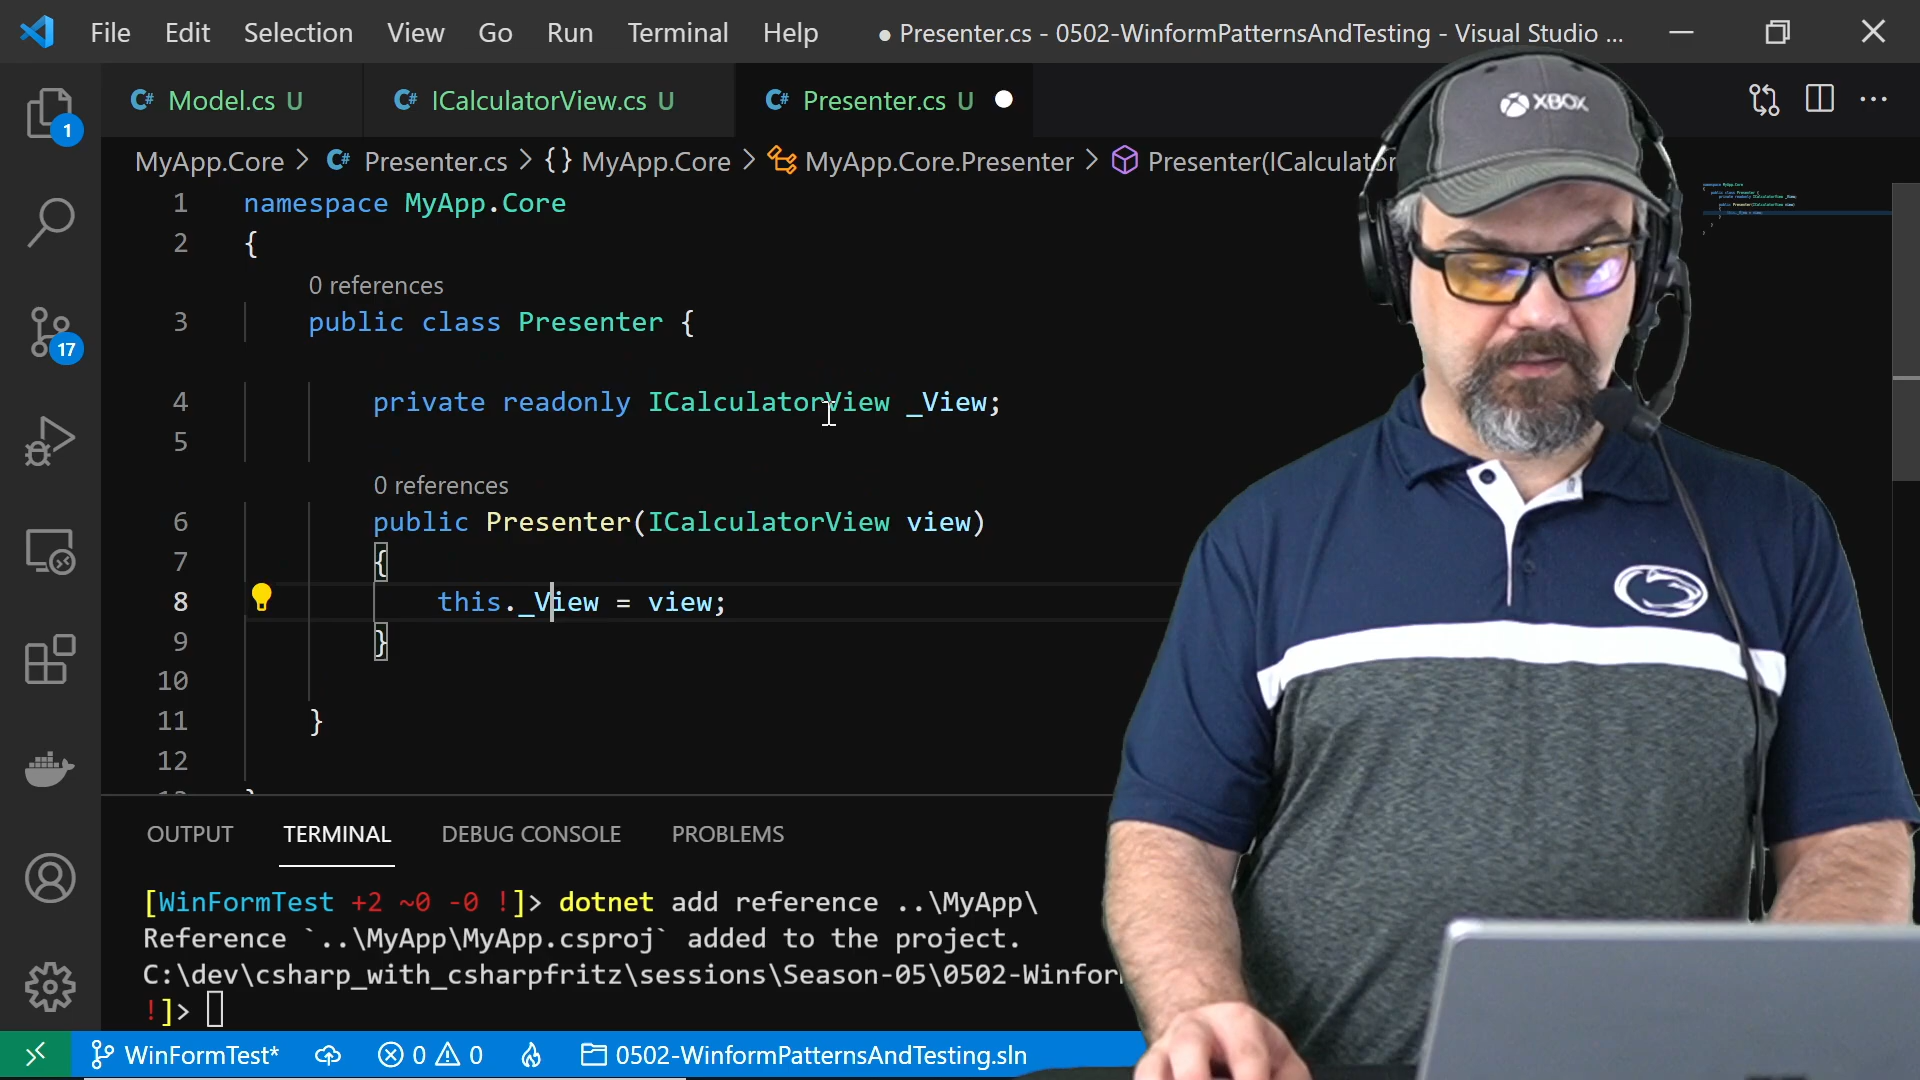 File Edit Selection View Go Run Terminal Help ● Presenter.cs - 0502-WinformPatternsAndTesting - Visual Studio ...
C# Model.cs U C# ICalculatorView.cs U C# Presenter.cs U
MyApp.Core > C# Presenter.cs > {} MyApp.Core > MyApp.Core.Presenter > Presenter(ICalculator
1 namespace MyApp.Core
2 {
0 references
3 public class Presenter {
4 private readonly ICalculatorView _View;
5
0 references
6 public Presenter(ICalculatorView view)
7 {
8 this._View = view;
9 }
10
11 }
12
1
17
XBOX
OUTPUT TERMINAL DEBUG CONSOLE PROBLEMS
[WinFormTest +2 ~0 -0 !]> dotnet add reference ..\MyApp\
Reference `..\MyApp\MyApp.csproj` added to the project.
C:\dev\csharp_with_csharpfritz\sessions\Season-05\0502-Winfor
!]>
WinFormTest* 0 0 0502-WinformPatternsAndTesting.sln